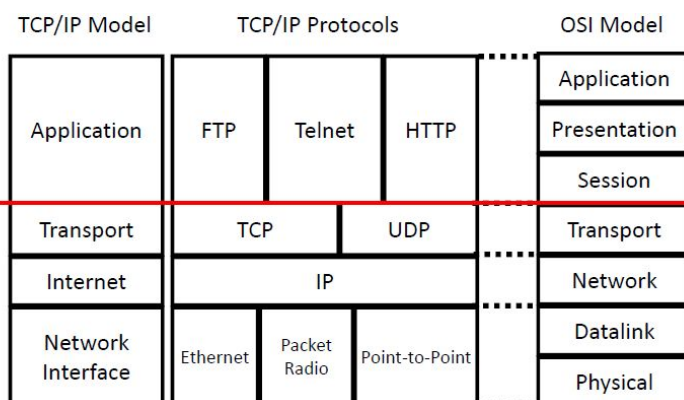 TCP/IP Model
TCP/IP Protocols
OSI Model
Application
FTP
Telnet
HTTP
Application
Presentation
Session
Transport
TCP
UDP
Transport
Internet
IP
Network
Network
Interface
Ethernet
Packet
Radio
Point-to-Point
Datalink
Physical